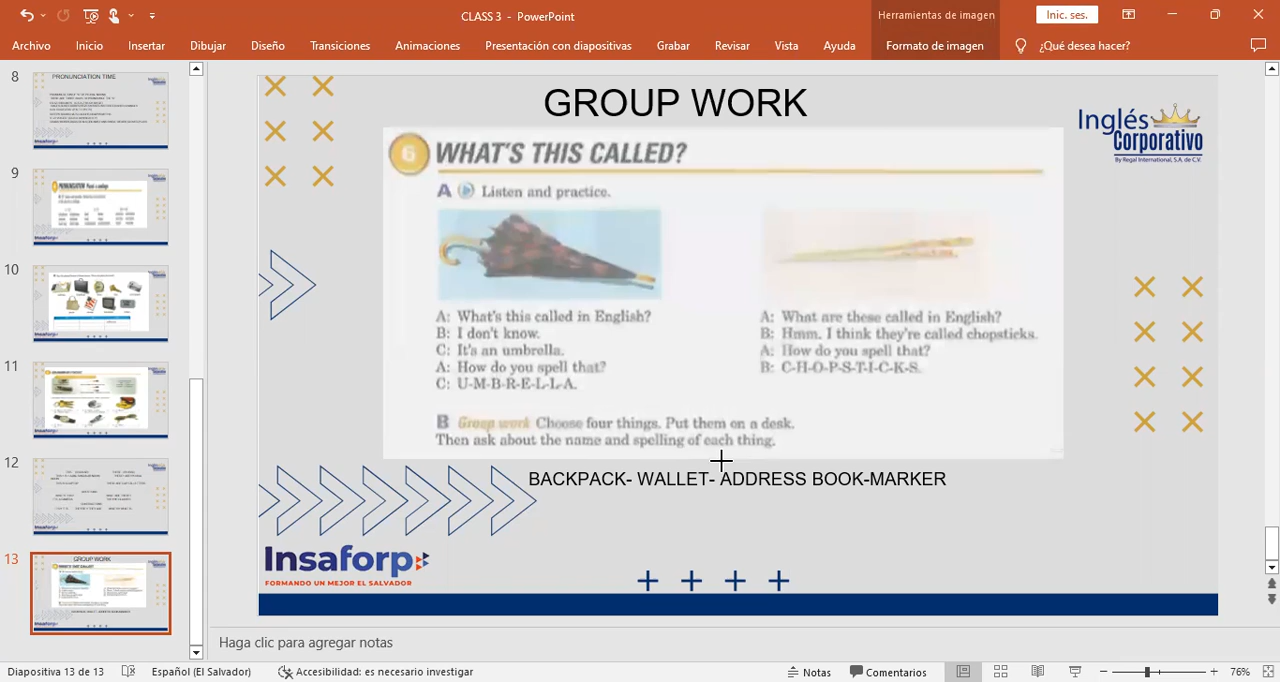 CLASS 3 - PowerPoint
Herramientas de imagen
Inic. ses.
Archivo
Inicio
Insertar
Dibujar
Diseño
Transiciones
Animaciones
Presentación con diapositivas
Grabar
Revisar
Vista
Ayuda
Formato de imagen
¿Qué desea hacer?
8
PRONUNCIATION TIME
9
10
11
12
13
GROUP WORK
Inglés
Corporativo
By Regal International, S.A. de C.V.
6 WHAT'S THIS CALLED?
A Listen and practice.
A: What's this called in English?
B: I don't know.
C: It's an umbrella.
A: How do you spell that?
C: U-M-B-R-E-L-L-A.
A: What are these called in English?
B: Hmm. I think they're called chopsticks.
A: How do you spell that?
B: C-H-O-P-S-T-I-C-K-S.
B Group work Choose four things. Put them on a desk.
Then ask about the name and spelling of each thing.
BACKPACK- WALLET- ADDRESS BOOK-MARKER
Insaforp
FORMANDO UN MEJOR EL SALVADOR
Haga clic para agregar notas
Diapositiva 13 de 13
Español (El Salvador)
Accesibilidad: es necesario investigar
Notas
Comentarios
76%